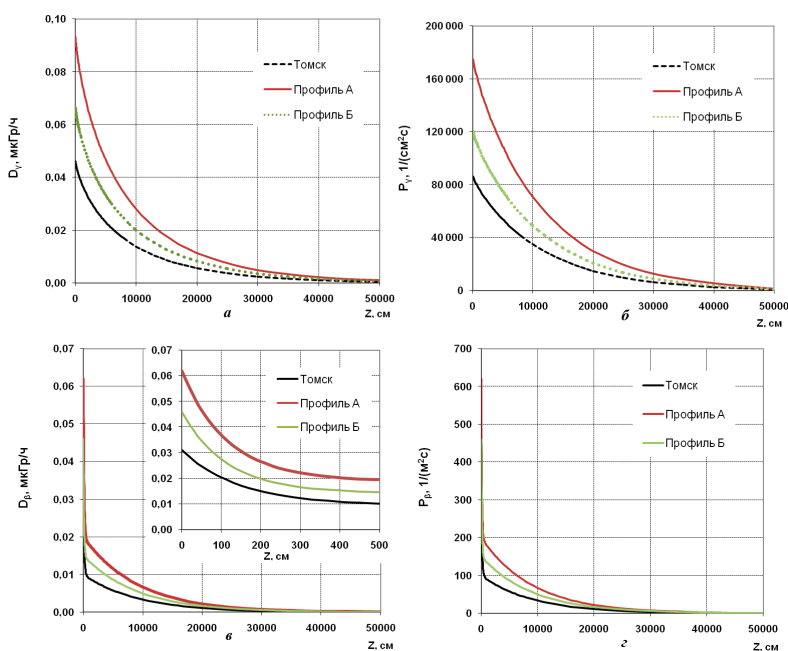 0,10
0,08
0,06
0,04
0,02
0,00
Dγ, мкГр/ч
Томск
Профиль А
Профиль Б
0
10000
20000
30000
40000
50000
а
Z, см
200 000
160 000
120 000
80 000
40 000
0
Pγ, 1/(см²с)
Томск
Профиль А
Профиль Б
0
10000
20000
30000
40000
50000
б
Z, см
0,07
0,06
0,05
0,04
0,03
0,02
0,01
0,00
Dβ, мкГр/ч
0,07
0,06
0,05
0,04
0,03
0,02
0,01
0,00
Томск
Профиль А
Профиль Б
0
100
200
300
400
500
Z, см
0
10000
20000
30000
40000
50000
в
Z, см
700
600
500
400
300
200
100
0
Pβ, 1/(м²с)
Томск
Профиль А
Профиль Б
0
10000
20000
30000
40000
50000
г
Z, см